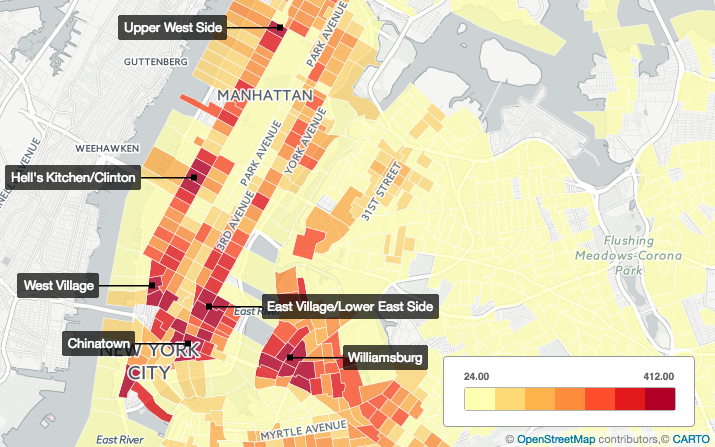 Upper West Side
PARK AVENUE
GUTTENBERG
MANHATTAN
WEEHAWKEN
PARK AVENUE
YORK AVENUE
Hell's Kitchen/Clinton
31ST STREET
3RD AVENUE
Flushing
Meadows-Corona
Park
West Village
East Village/Lower East Side
East River
Chinatown
NEW YORK
CITY
Williamsburg
24.00
412.00
MYRTLE AVENUE
East River
© OpenStreetMap contributors,© CARTO